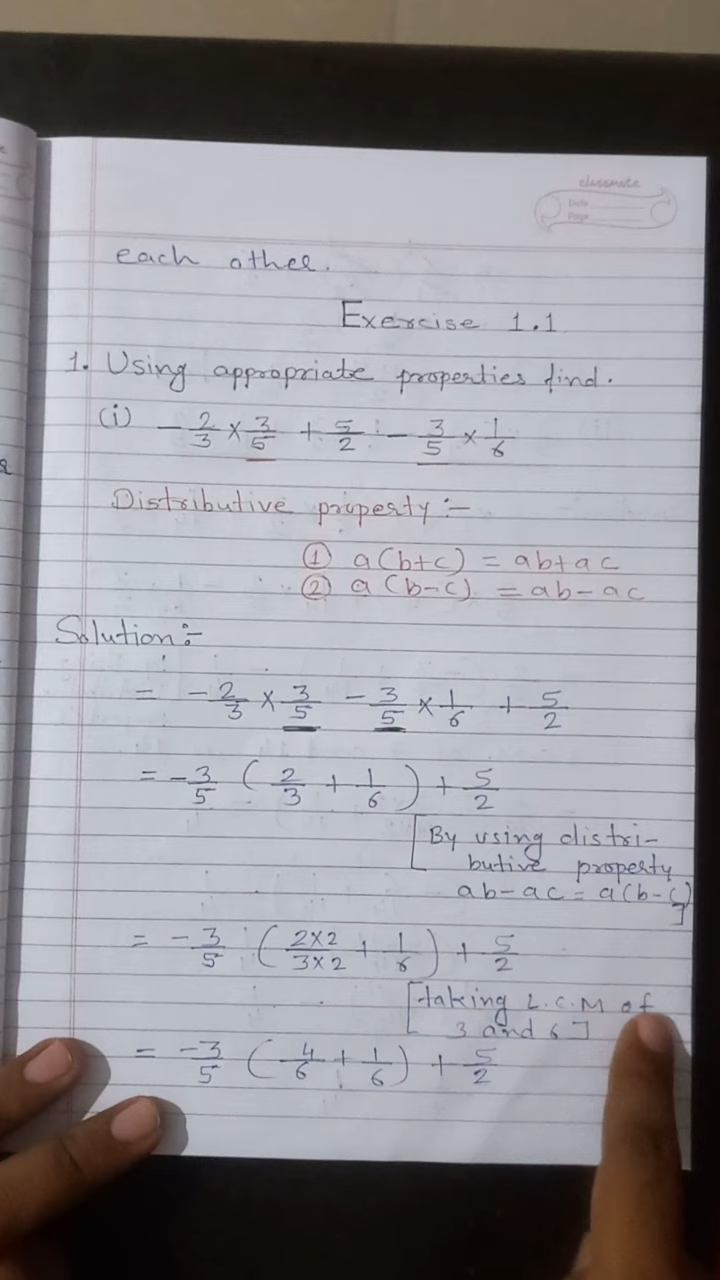 classmate
Date
Page
each other.
Exercise 1.1
1. Using appropriate properties find.
(i) -2/3 × 3/5 + 5/2 - 3/5 × 1/6
Distributive property :-
① a(b+c) = ab+ac
② a(b-c) = ab-ac
Solution :-
= -2/3 × 3/5 - 3/5 × 1/6 + 5/2
= -3/5 (2/3 + 1/6) + 5/2
[By using distri-
butive property
ab-ac = a(b-c)]
= -3/5 (2×2/3×2 + 1/6) + 5/2
[taking L.C.M of
3 and 6]
= -3/5 (4/6 + 1/6) + 5/2